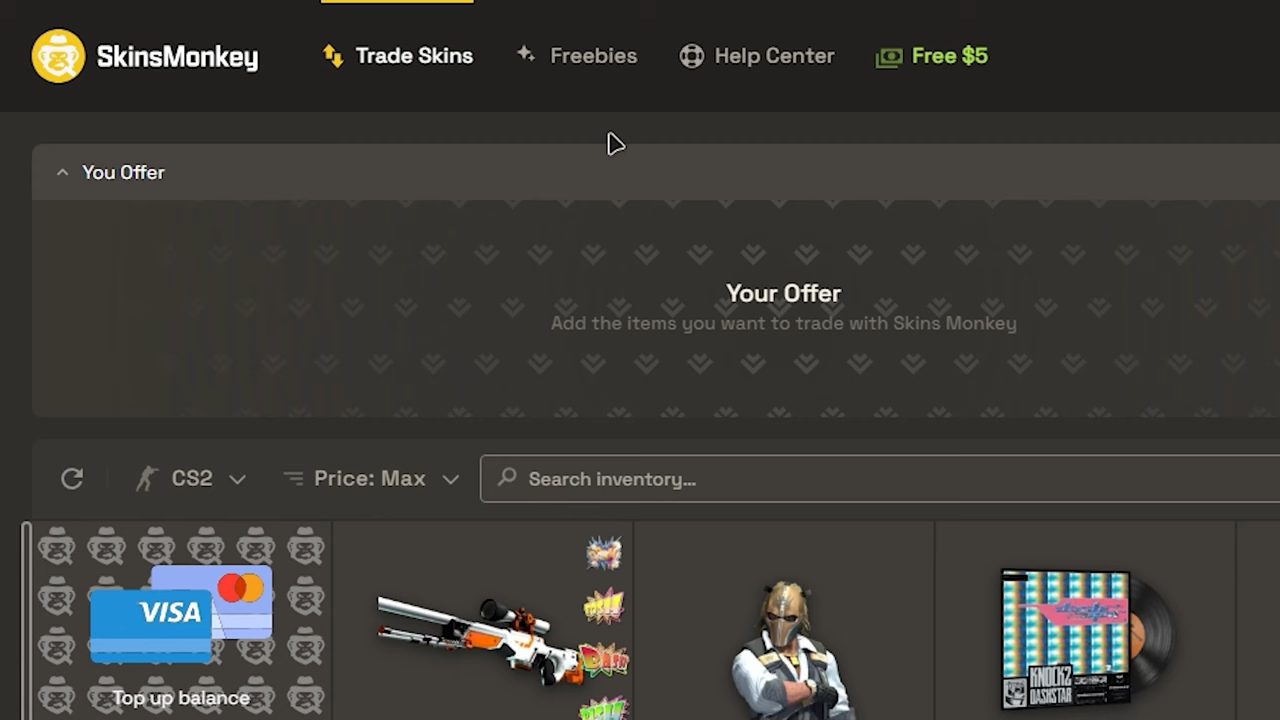 SkinsMonkey
Trade Skins
Freebies
Help Center
Free $5
You Offer
Your Offer
Add the items you want to trade with Skins Monkey
CS2
Price: Max
Search inventory...
VISA
Top up balance
KNOCK2
DASHSTAR